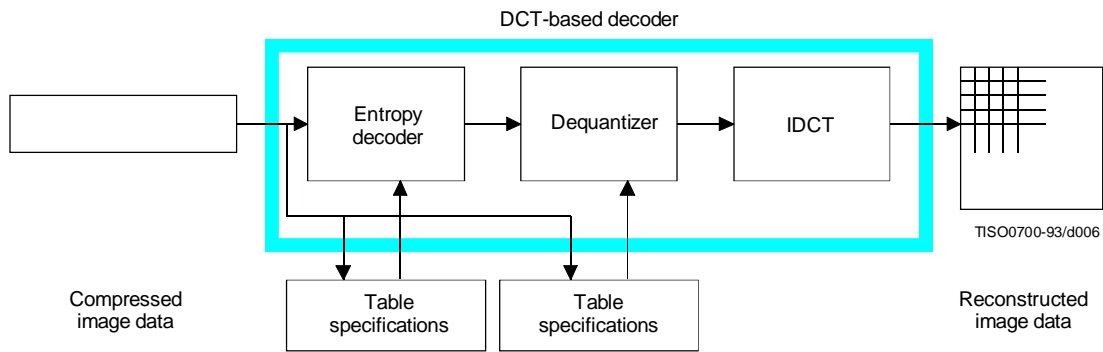 DCT-based decoder
Entropy
decoder
Dequantizer
IDCT
TISO0700-93/d006
Compressed
image data
Table
specifications
Table
specifications
Reconstructed
image data